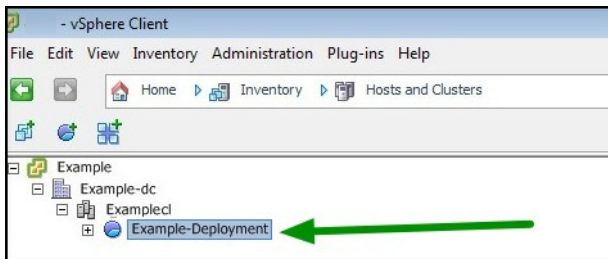 - vSphere Client
File Edit View Inventory Administration Plug-ins Help
Home Inventory Hosts and Clusters
Example
Example-dc
Examplecl
Example-Deployment